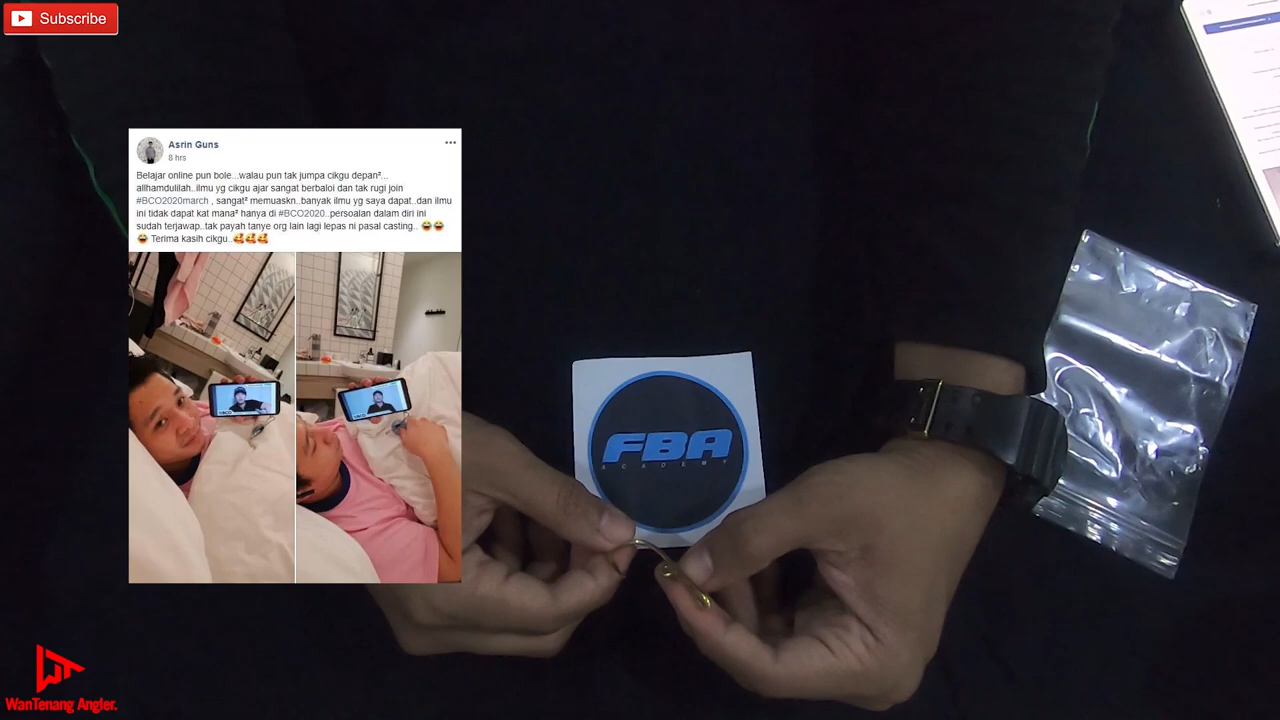 Subscribe
Asrin Guns
8 hrs
Belajar online pun bole...walau pun tak jumpa cikgu depan²...
allhamdulilah..ilmu yg cikgu ajar sangat berbaloi dan tak rugi join
#BCO2020march , sangat² memuaskn..banyak ilmu yg saya dapat..dan ilmu
ini tidak dapat kat mana² hanya di #BCO2020..persoalan dalam diri ini
sudah terjawap..tak payah tanye org lain lagi lepas ni pasal casting.. 😂😂
😂 Terima kasih cikgu..🥰🥰🥰
FBA
ACADEMY
WanTenang Angler.